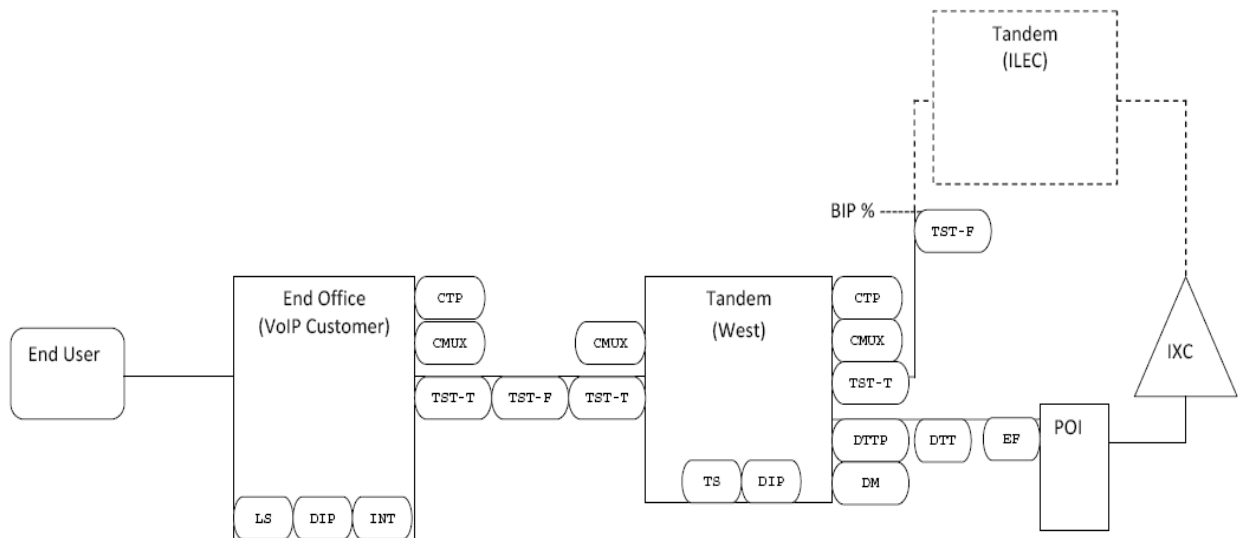 Tandem
(ILEC)
BIP %
TST-F
End Office
(VoIP Customer)
CTP
Tandem
(West)
CTP
CMUX
CMUX
CMUX
End User
IXC
TST-T
TST-F
TST-T
TST-T
DTTP
DTT
EF
POI
TS
DIP
DM
LS
DIP
INT